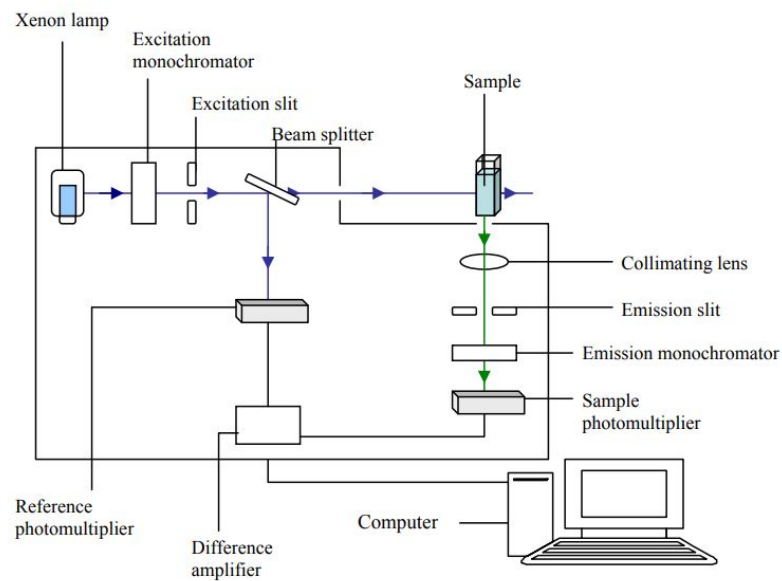 Xenon lamp
Excitation
monochromator
Excitation slit
Beam splitter
Sample
Collimating lens
Emission slit
Emission monochromator
Sample
photomultiplier
Reference
photomultiplier
Difference
amplifier
Computer